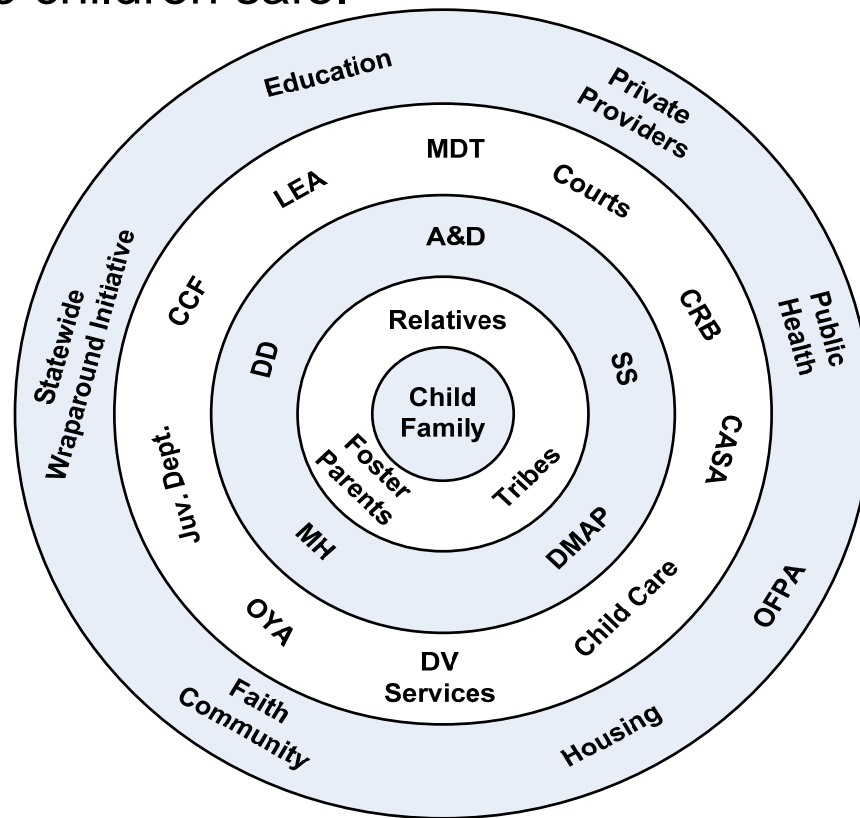 children safe.
Education
Private
Providers
MDT
LEA
Courts
A&D
CCF
CRB
Statewide
Wraparound Initiative
Public
Health
Relatives
DD
SS
Child
Family
CASA
Juv. Dept.
Foster
Parents
Tribes
MH
DMAP
OFPA
OYA
Child Care
DV
Services
Faith
Community
Housing